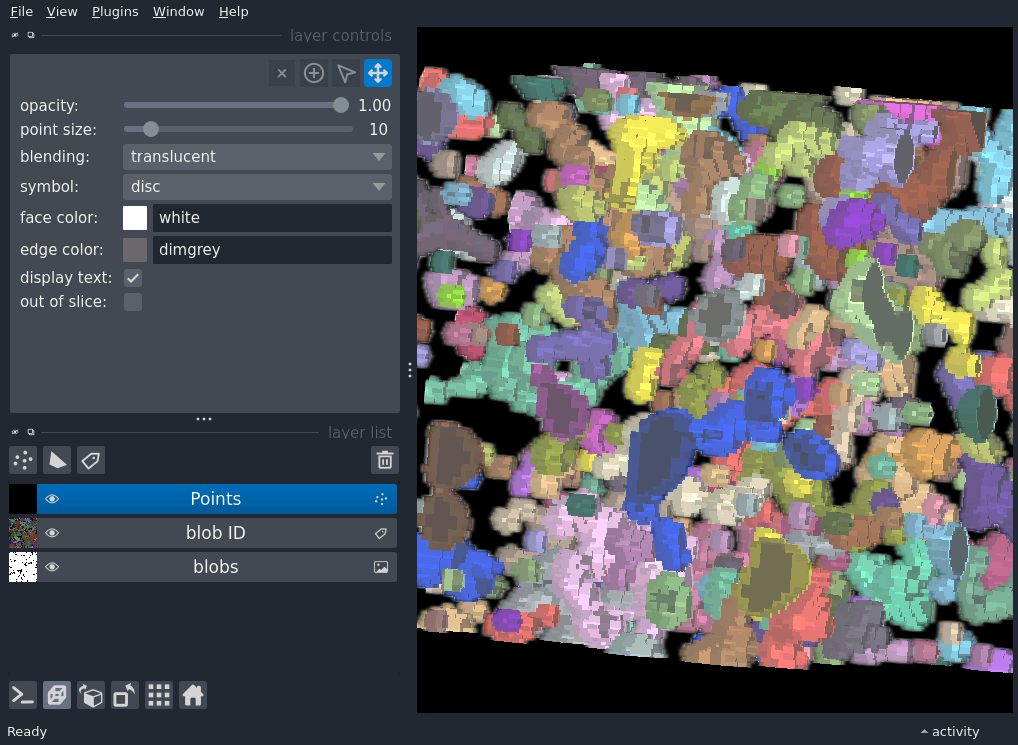 File View Plugins Window Help
layer controls
opacity: 1.00
point size: 10
blending: translucent
symbol: disc
face color: white
edge color: dimgrey
display text:
out of slice:
layer list
Points
blob ID
blobs
Ready activity